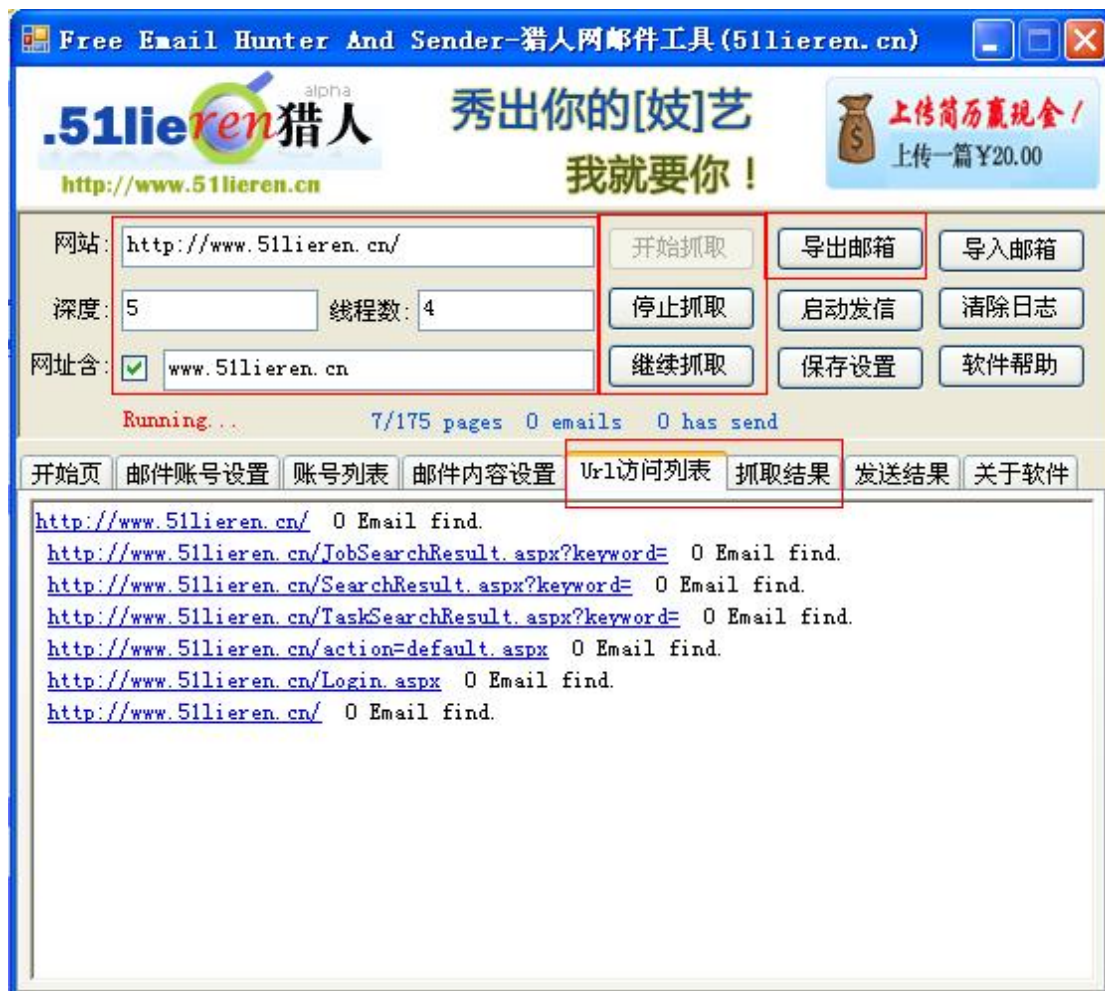 Free Email Hunter And Sender-猎人网邮件工具(51lieren.cn)
alpha
.51lieren猎人
http://www.51lieren.cn
秀出你的[妓]艺
我就要你！
上传简历赢现金！
上传一篇¥20.00
网站: http://www.51lieren.cn/ 开始抓取 导出邮箱 导入邮箱
深度: 5 线程数: 4 停止抓取 启动发信 清除日志
网址含: www.51lieren.cn 继续抓取 保存设置 软件帮助
Running... 7/175 pages 0 emails 0 has send
开始页 邮件账号设置 账号列表 邮件内容设置 Url访问列表 抓取结果 发送结果 关于软件
http://www.51lieren.cn/ 0 Email find.
http://www.51lieren.cn/JobSearchResult.aspx?keyword= 0 Email find.
http://www.51lieren.cn/SearchResult.aspx?keyword= 0 Email find.
http://www.51lieren.cn/TaskSearchResult.aspx?keyword= 0 Email find.
http://www.51lieren.cn/action=default.aspx 0 Email find.
http://www.51lieren.cn/Login.aspx 0 Email find.
http://www.51lieren.cn/ 0 Email find.